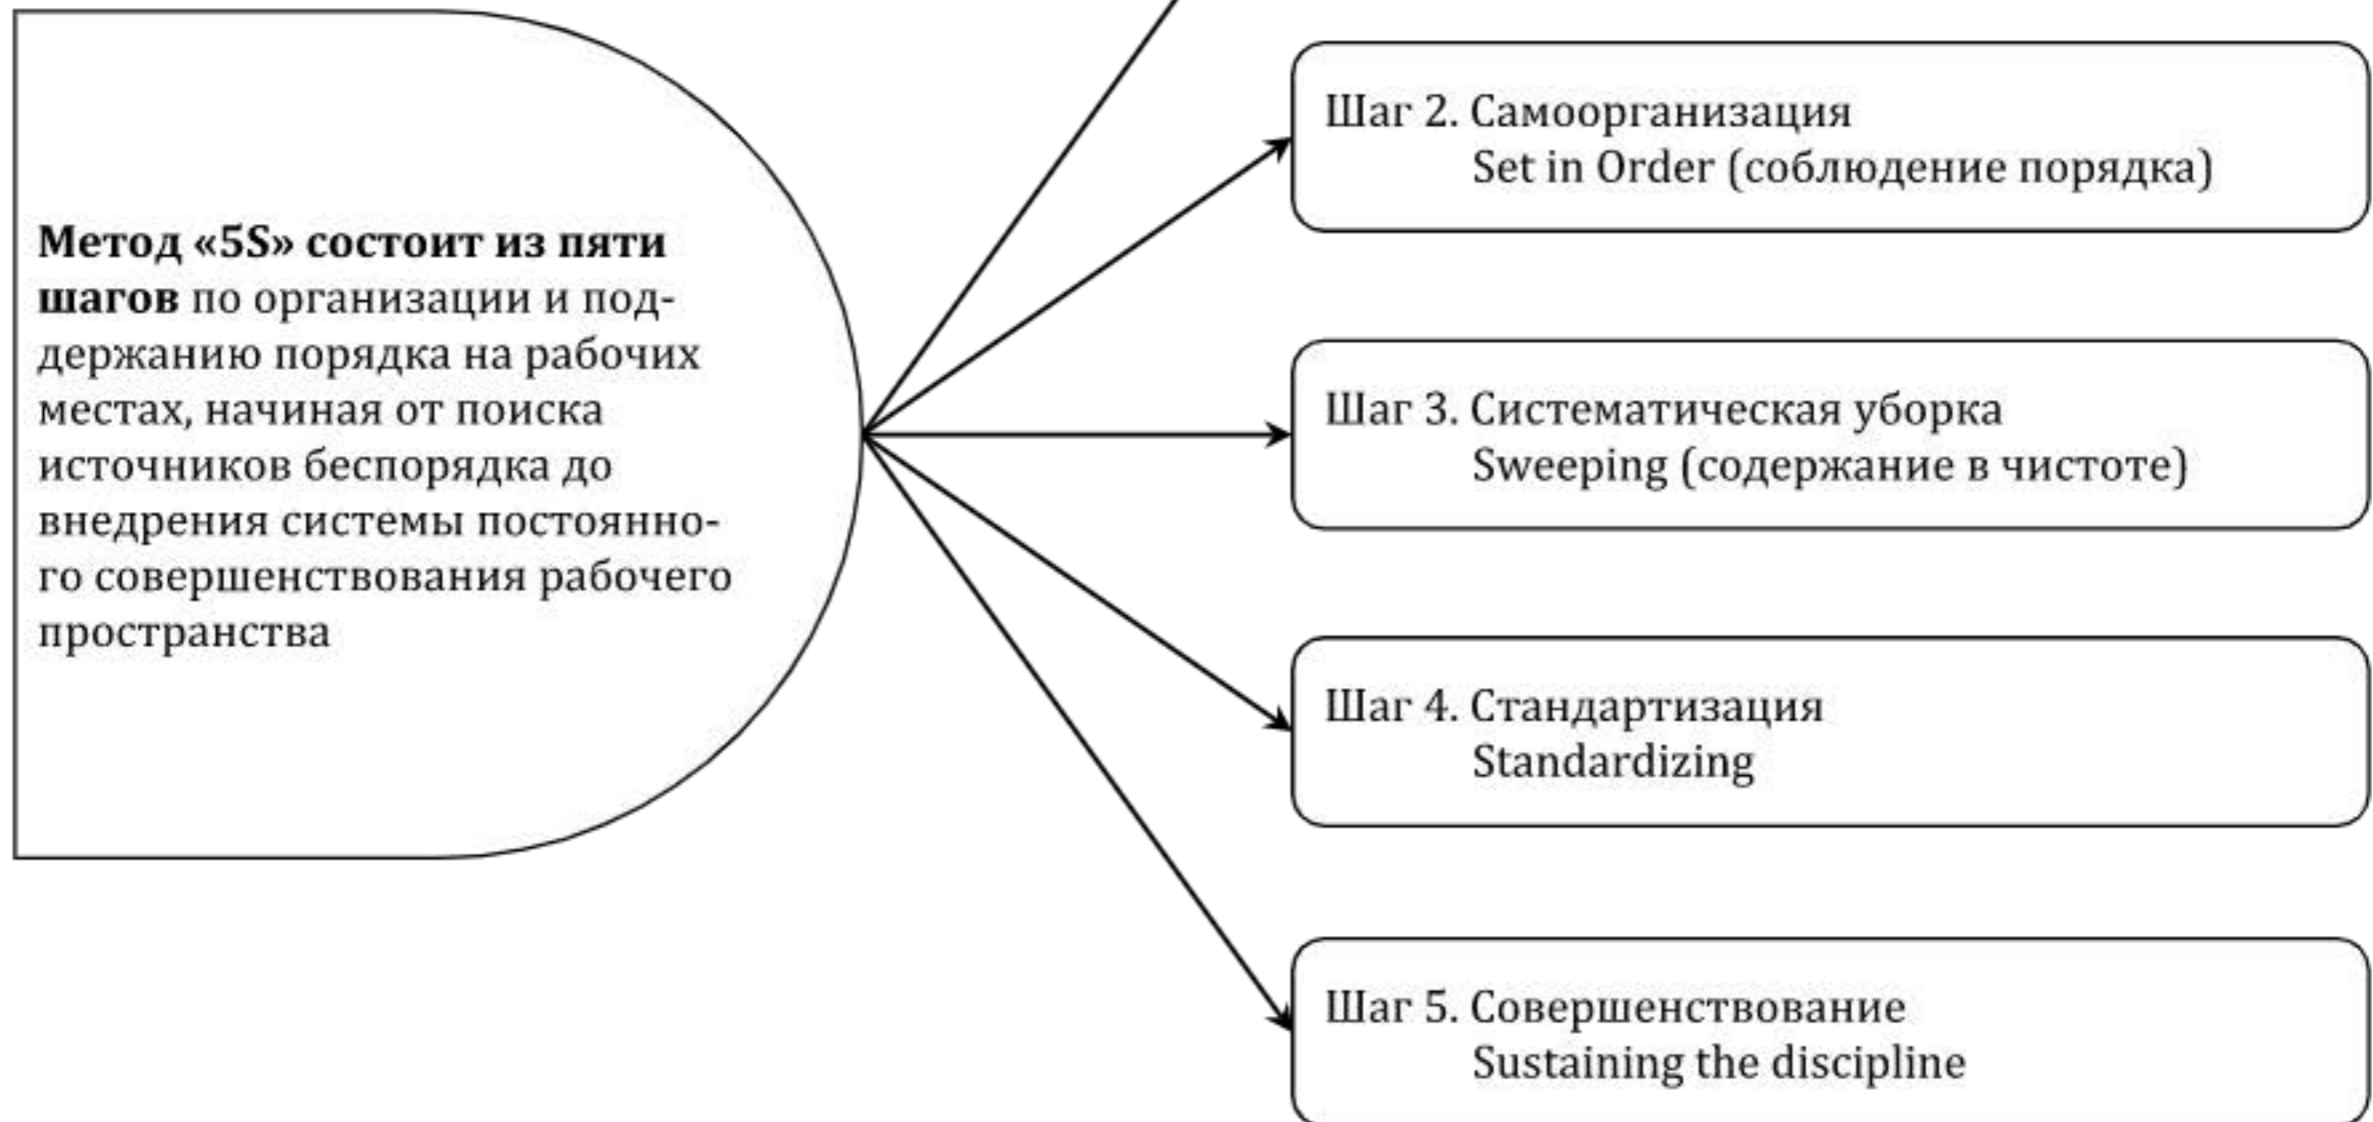 Метод «5S» состоит из пяти
шагов по организации и под-
держанию порядка на рабочих
местах, начиная от поиска
источников беспорядка до
внедрения системы постоянно-
го совершенствования рабочего
пространства
Шаг 2. Самоорганизация
Set in Order (соблюдение порядка)
Шаг 3. Систематическая уборка
Sweeping (содержание в чистоте)
Шаг 4. Стандартизация
Standardizing
Шаг 5. Совершенствование
Sustaining the discipline